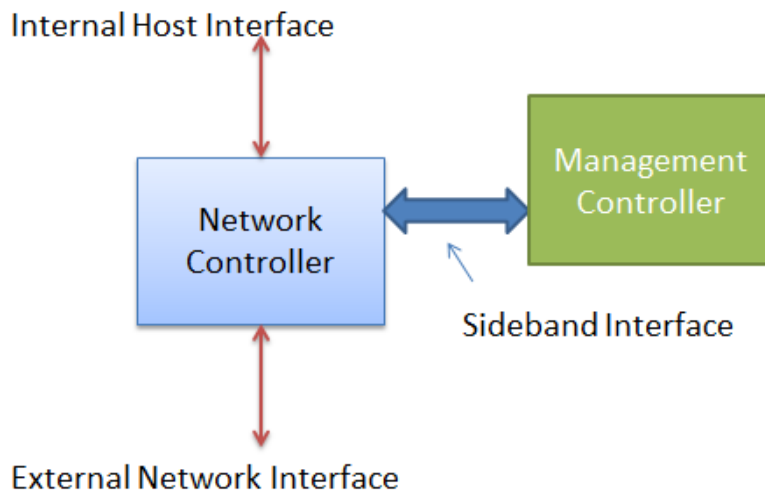 Internal Host Interface
Management
Controller
Network
Controller
Sideband Interface
External Network Interface